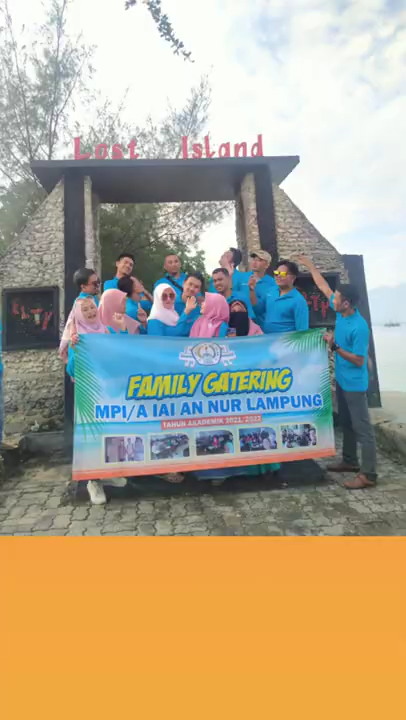 Lost Island
FAMILY GATERING
MPI/A IAI AN NUR LAMPUNG
TAHUN AKADEMIK 2021/2022